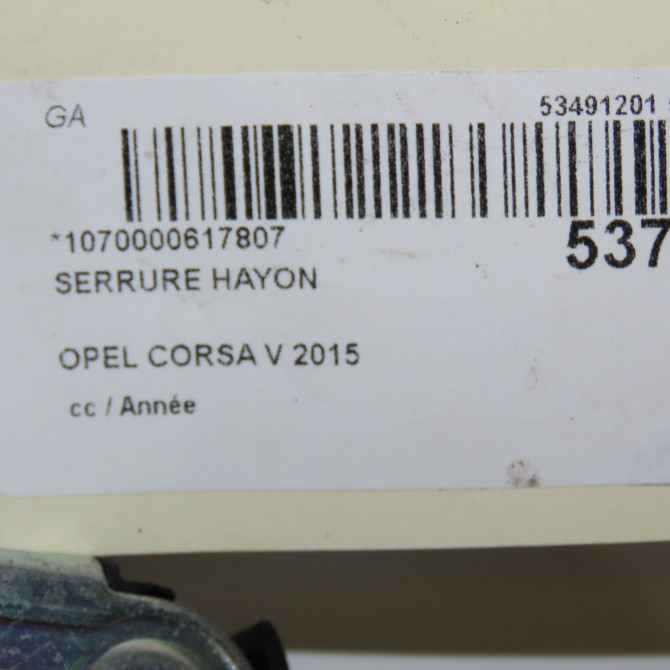 GA
53491201
*1070000617807
537
SERRURE HAYON
OPEL CORSA V 2015
cc / Année